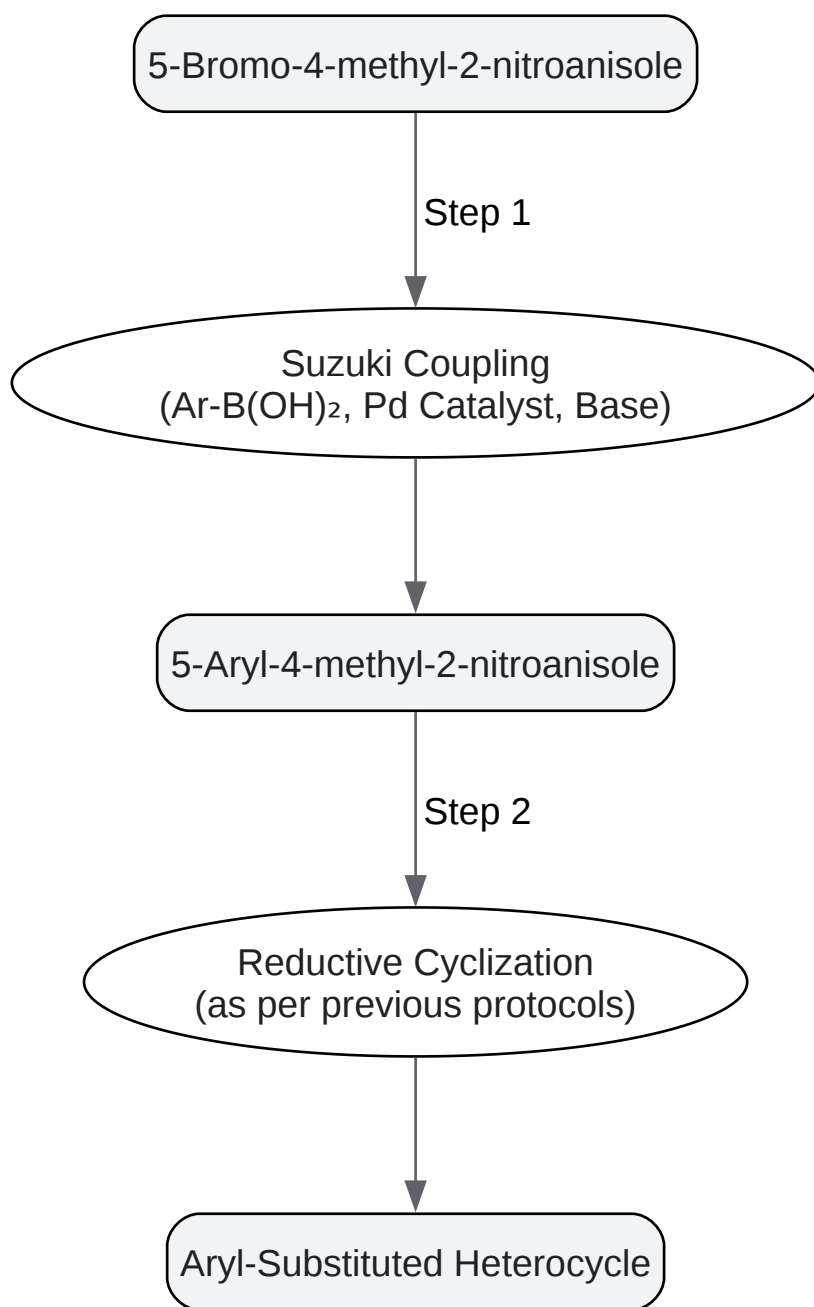 5-Bromo-4-methyl-2-nitroanisole
Step 1
Suzuki Coupling
(Ar-B(OH)₂, Pd Catalyst, Base)
5-Aryl-4-methyl-2-nitroanisole
Step 2
Reductive Cyclization
(as per previous protocols)
Aryl-Substituted Heterocycle